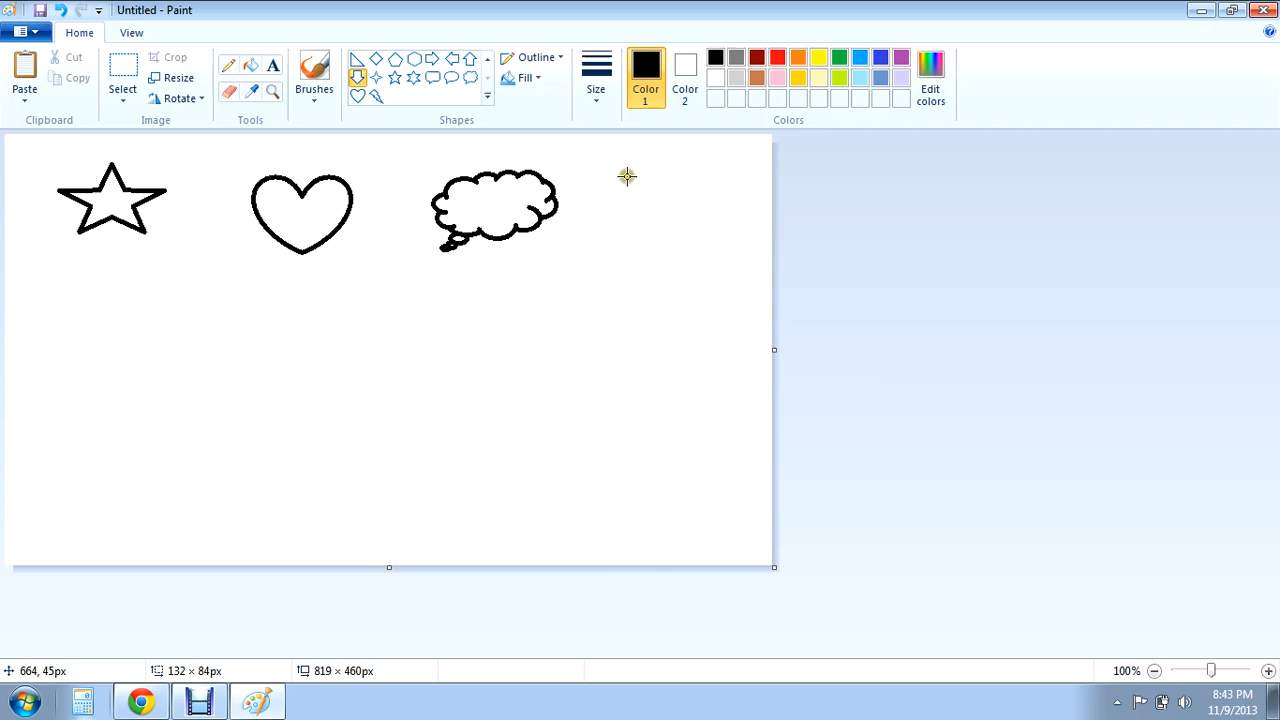 Untitled - Paint
Home View
Paste
Cut
Copy
Clipboard
Select
Crop
Resize
Rotate
Image
A
Tools
Brushes
Outline
Fill
Shapes
Size
Color 1
Color 2
Edit colors
Colors
664, 45px 132 × 84px 819 × 460px 100%
8:43 PM
11/9/2013